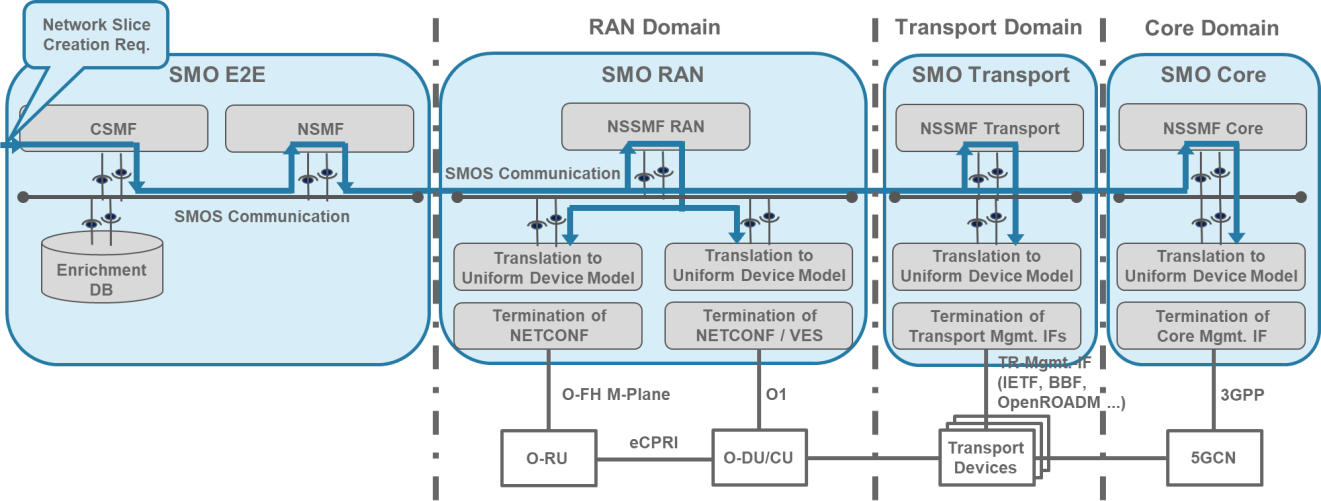 Network Slice
Creation Req.
RAN Domain
Transport Domain
Core Domain
SMO E2E
SMO RAN
SMO Transport
SMO Core
CSMF
NSMF
NSSMF RAN
NSSMF Transport
NSSMF Core
SMOS Communication
SMOS Communication
Enrichment
DB
Translation to
Uniform Device Model
Translation to
Uniform Device Model
Translation to
Uniform Device Model
Translation to
Uniform Device Model
Termination of
NETCONF
Termination of
NETCONF / VES
Termination of
Transport Mgmt. IFs
Termination of
Core Mgmt. IF
O-FH M-Plane
O1
TR-Mgmt. IF
(IETF, BBF,
OpenROADM ...)
3GPP
O-RU
eCPRI
O-DU/CU
Transport
Devices
5GCN